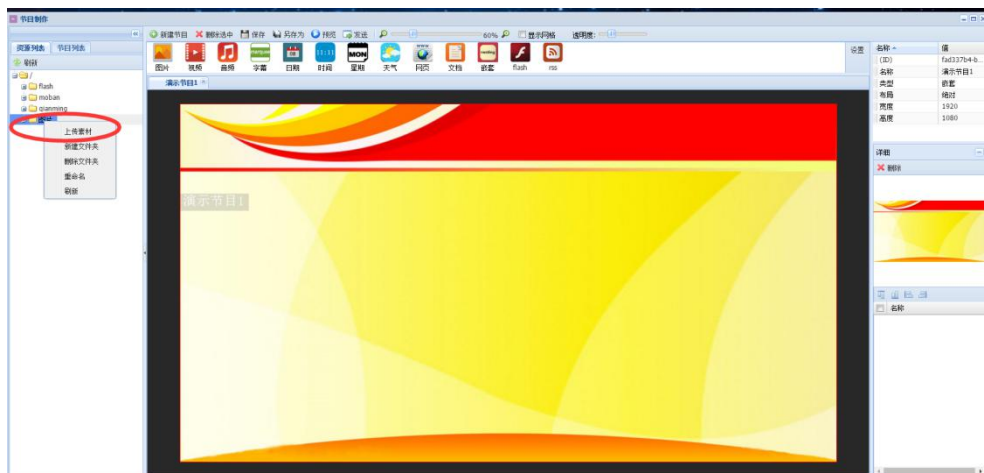 节目制作
资源列表 节目列表
刷新
/
flash
moban
qianming
图片
上传素材
新建文件夹
删除文件夹
重命名
刷新
新建节目 删除选中 保存 另存为 预览 发送 60% 显示网格 透明度:
marquee 11:11 MON
图片 视频 音频 字幕 日期 时间 星期 天气 网页 文档 嵌套 flash rss
设置
演示节目1
演示节目1
名称 值
(ID) fad337b4-b...
名称 演示节目1
类型 嵌套
布局 绝对
宽度 1920
高度 1080
详细
删除
名称